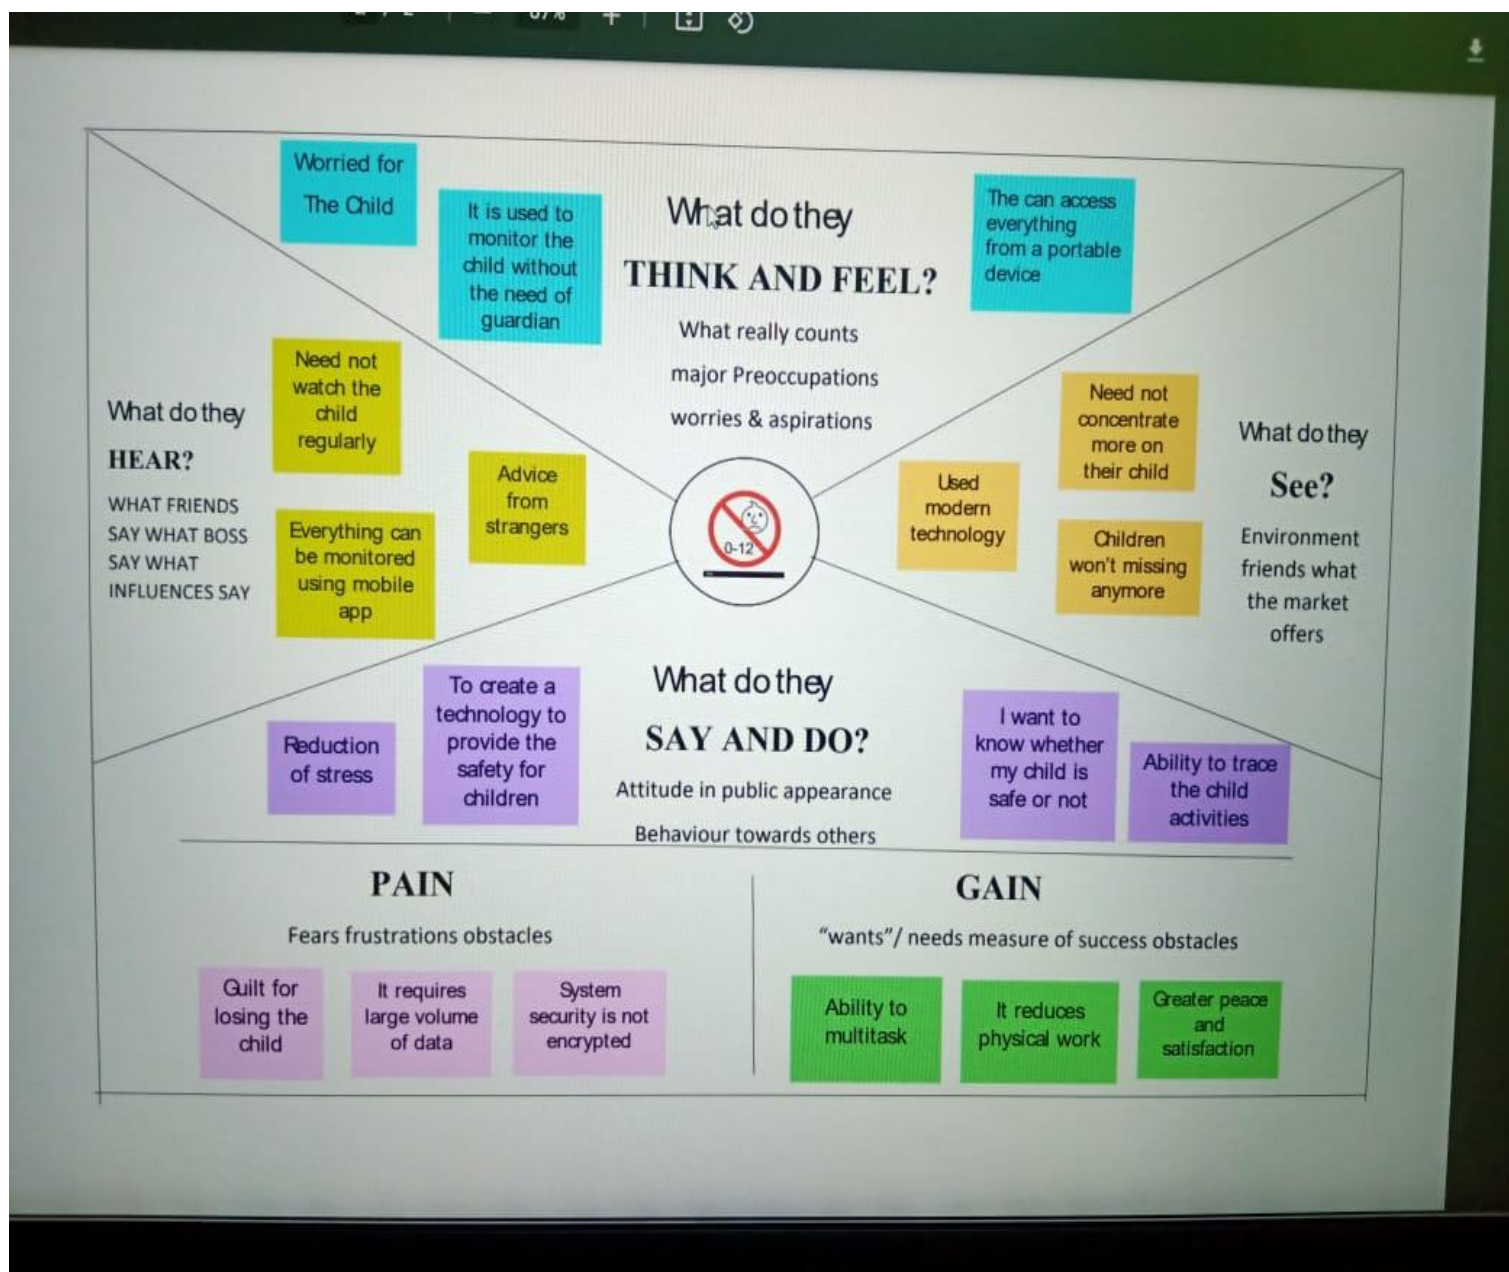 What do they
THINK AND FEEL?
What really counts
major Preoccupations
worries & aspirations
Worried for
The Child
It is used to
monitor the
child without
the need of
guardian
The can access
everything
from a portable
device
What do they
HEAR?
WHAT FRIENDS
SAY WHAT BOSS
SAY WHAT
INFLUENCES SAY
Need not
watch the
child
regularly
Advice
from
strangers
Everything can
be monitored
using mobile
app
0-12
Used
modern
technology
Need not
concentrate
more on
their child
Children
won't missing
anymore
What do they
See?
Environment
friends what
the market
offers
What do they
SAY AND DO?
Attitude in public appearance
Behaviour towards others
Reduction
of stress
To create a
technology to
provide the
safety for
children
I want to
know whether
my child is
safe or not
Ability to trace
the child
activities
PAIN
Fears frustrations obstacles
Guilt for
losing the
child
It requires
large volume
of data
System
security is not
encrypted
GAIN
“wants”/ needs measure of success obstacles
Ability to
multitask
It reduces
physical work
Greater peace
and
satisfaction